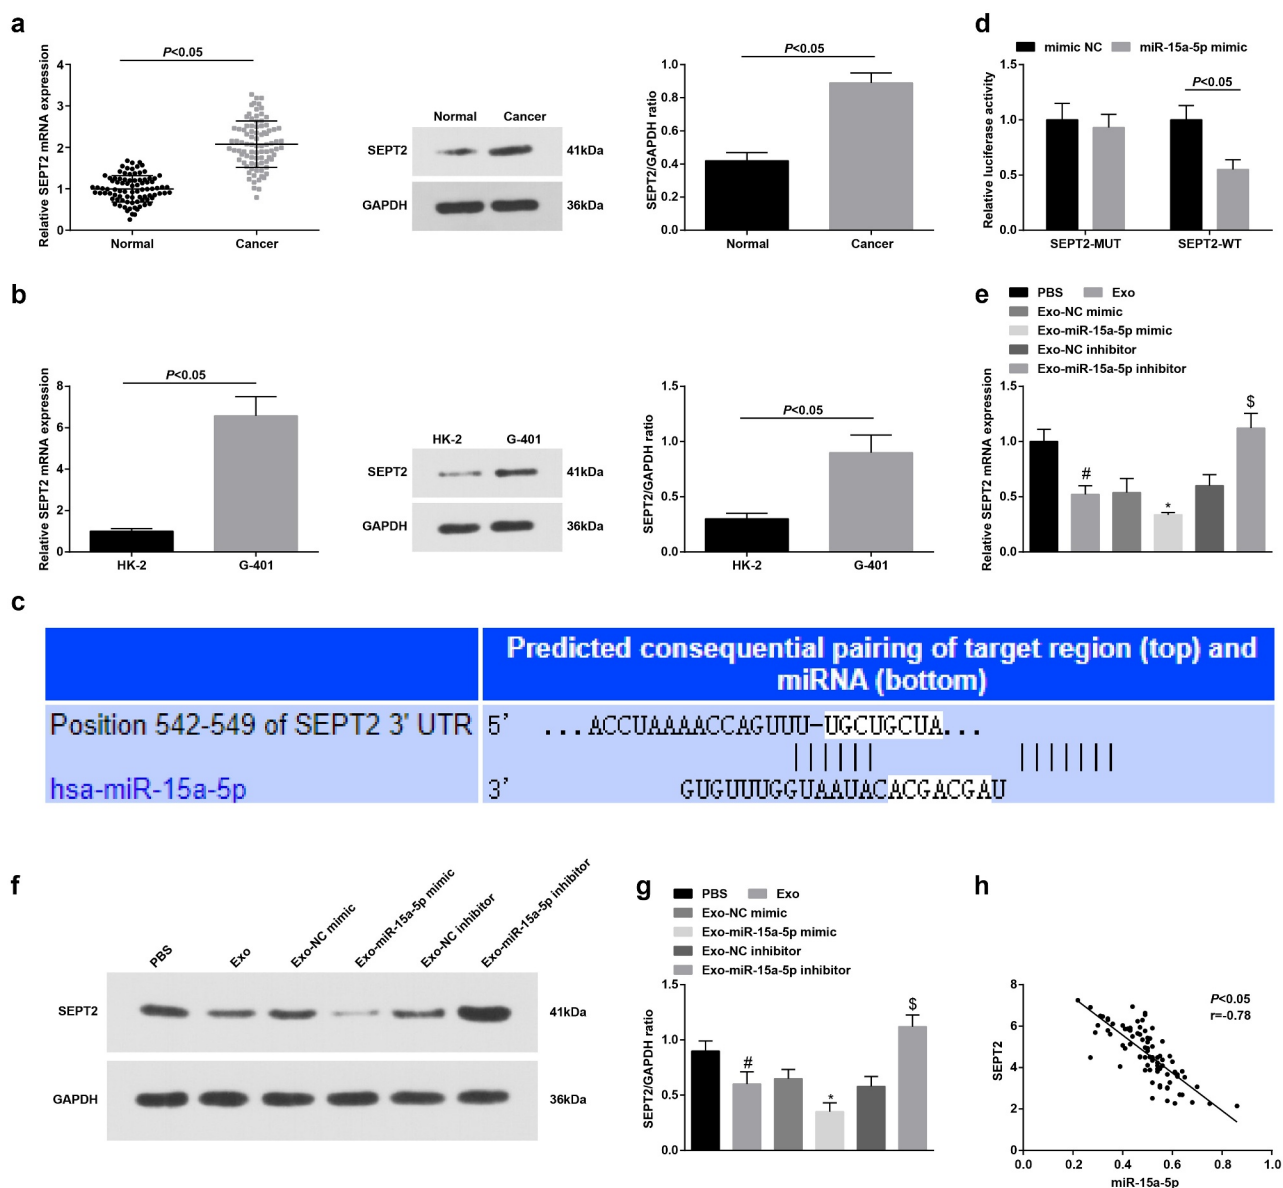 a
Relative SEPT2 mRNA expression
4
3
2
1
0
P<0.05
Normal
Cancer
Normal
Cancer
SEPT2
41kDa
GAPDH
36kDa
SEPT2/GAPDH ratio
1.0
0.8
0.6
0.4
0.2
0.0
P<0.05
Normal
Cancer
d
mimic NC
miR-15a-5p mimic
Relative luciferase activity
1.5
1.0
0.5
0.0
P<0.05
SEPT2-MUT
SEPT2-WT
b
Relative SEPT2 mRNA expression
8
6
4
2
0
P<0.05
HK-2
G-401
HK-2
G-401
SEPT2
41kDa
GAPDH
36kDa
SEPT2/GAPDH ratio
1.5
1.0
0.5
0.0
P<0.05
HK-2
G-401
e
PBS
Exo
Exo-NC mimic
Exo-miR-15a-5p mimic
Exo-NC inhibitor
Exo-miR-15a-5p inhibitor
Relative SEPT2 mRNA expression
1.5
1.0
0.5
0.0
#
*
$
c
Predicted consequential pairing of target region (top) and
miRNA (bottom)
Position 542-549 of SEPT2 3' UTR
5' ...ACCUAAAACCAGUUU-UGCUGCUA...
hsa-miR-15a-5p
3' GUGUUUGGUAAUACACGACGAU
f
PBS
Exo
Exo-NC mimic
Exo-miR-15a-5p mimic
Exo-NC inhibitor
Exo-miR-15a-5p inhibitor
SEPT2
41kDa
GAPDH
36kDa
g
PBS
Exo
Exo-NC mimic
Exo-miR-15a-5p mimic
Exo-NC inhibitor
Exo-miR-15a-5p inhibitor
SEPT2/GAPDH ratio
1.5
1.0
0.5
0.0
#
*
$
h
SEPT2
8
6
4
2
0
P<0.05
r=-0.78
0.0
0.2
0.4
0.6
0.8
1.0
miR-15a-5p